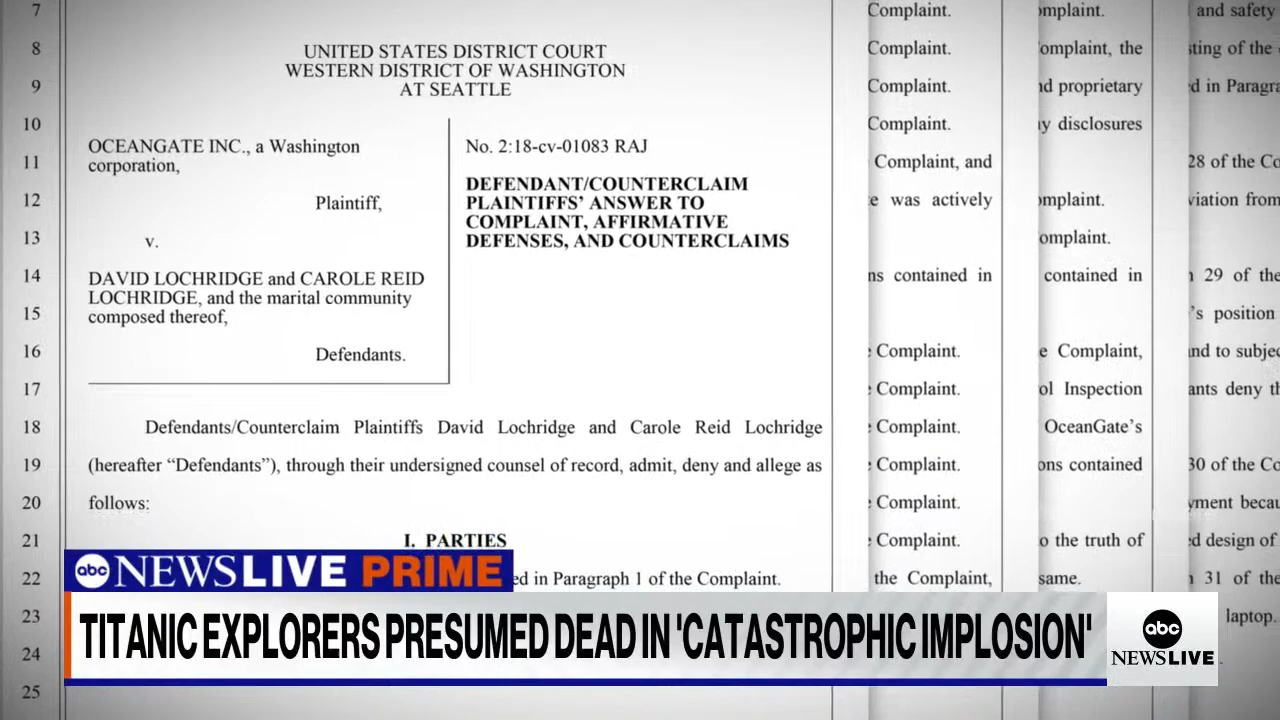 7
8
9
10
11
12
13
14
15
16
17
18
19
20
21
22
23
24
25
UNITED STATES DISTRICT COURT
WESTERN DISTRICT OF WASHINGTON
AT SEATTLE
OCEANGATE INC., a Washington
corporation,
Plaintiff,
v.
DAVID LOCHRIDGE and CAROLE REID
LOCHRIDGE, and the marital community
composed thereof,
Defendants.
No. 2:18-cv-01083 RAJ
DEFENDANT/COUNTERCLAIM
PLAINTIFFS' ANSWER TO
COMPLAINT, AFFIRMATIVE
DEFENSES, AND COUNTERCLAIMS
Defendants/Counterclaim Plaintiffs David Lochridge and Carole Reid Lochridge
(hereafter “Defendants”), through their undersigned counsel of record, admit, deny and allege as
follows:
I. PARTIES
ed in Paragraph 1 of the Complaint.
Complaint.
Complaint.
Complaint.
Complaint.
Complaint, and
e was actively
ns contained in
Complaint.
Complaint.
Complaint.
Complaint.
Complaint.
Complaint.
the Complaint,
omplaint.
omplaint, the
nd proprietary
ny disclosures
omplaint.
omplaint.
contained in
e Complaint,
ol Inspection
OceanGate's
ons contained
o the truth of
same.
and safety
sting of the
d in Paragra
28 of the Co
viation from
29 of the
's position
and to subje
ants deny th
30 of the Co
yment becau
d design of
31 of the
laptop.
abc NEWS LIVE PRIME
TITANIC EXPLORERS PRESUMED DEAD IN 'CATASTROPHIC IMPLOSION'
abc
NEWS LIVE